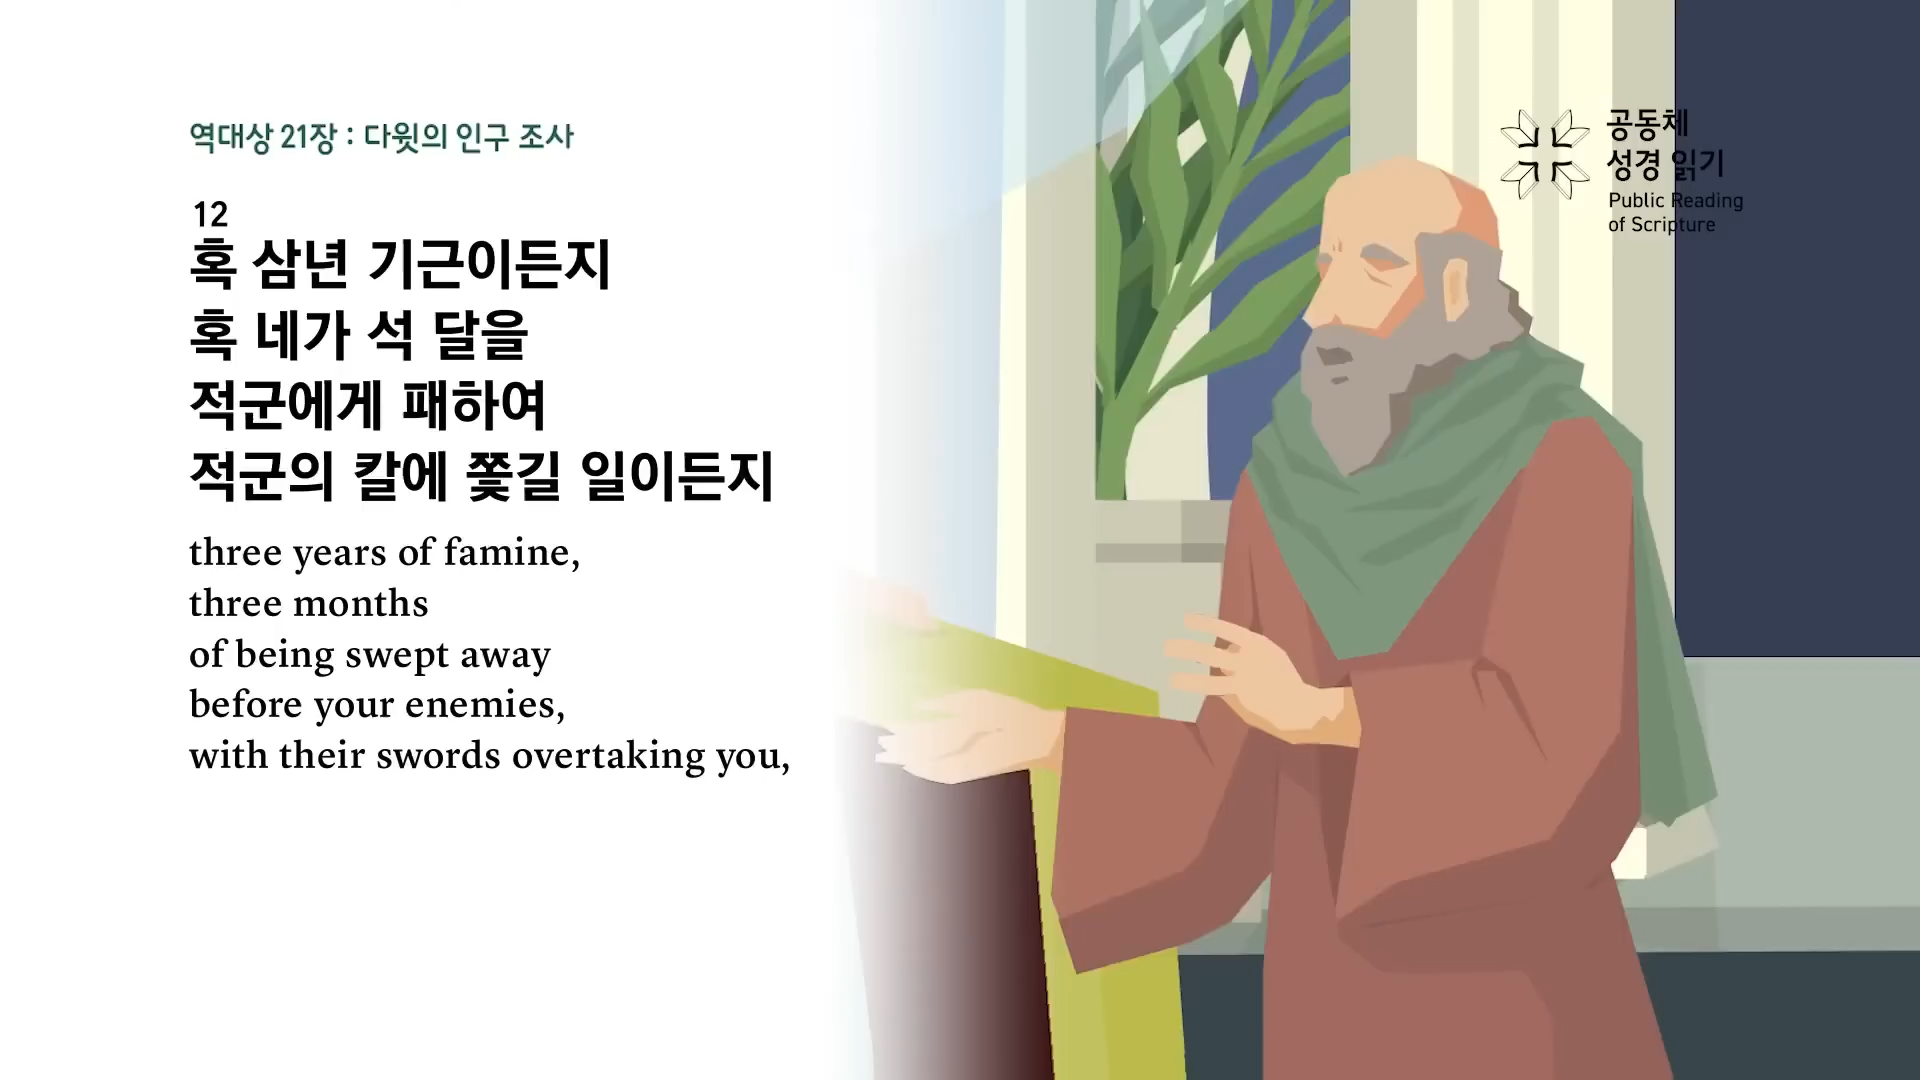 역대상 21장 : 다윗의 인구 조사
12
혹 삼년 기근이든지
혹 네가 석 달을
적군에게 패하여
적군의 칼에 쫓길 일이든지
three years of famine,
three months
of being swept away
before your enemies,
with their swords overtaking you,
공동체
성경 읽기
Public Reading
of Scripture